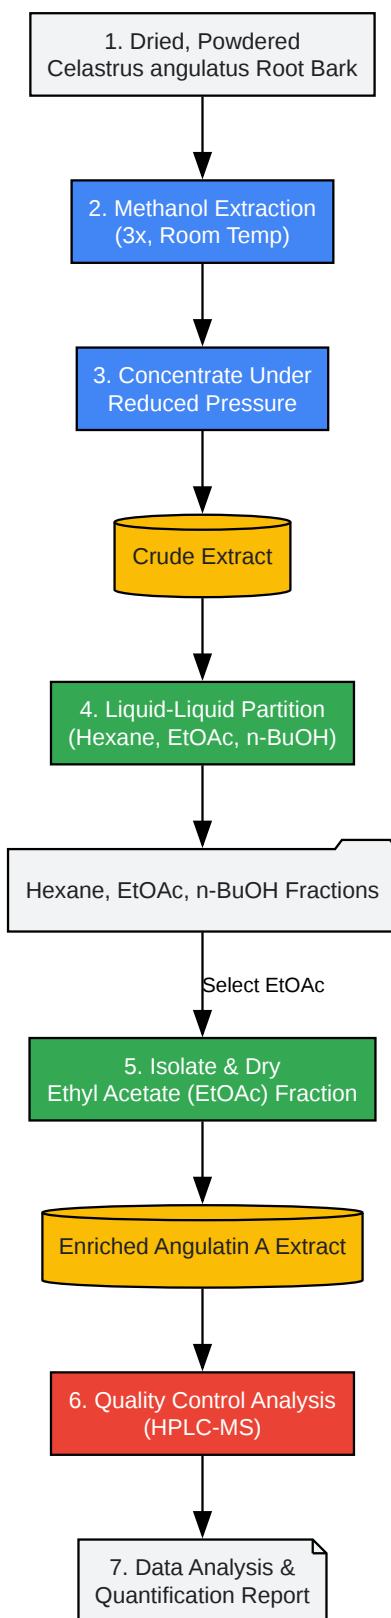 1. Dried, Powdered
Celastrus angulatus Root Bark
2. Methanol Extraction
(3x, Room Temp)
3. Concentrate Under
Reduced Pressure
Crude Extract
4. Liquid-Liquid Partition
(Hexane, EtOAc, n-BuOH)
Hexane, EtOAc, n-BuOH Fractions
Select EtOAc
5. Isolate & Dry
Ethyl Acetate (EtOAc) Fraction
Enriched Angulatin A Extract
6. Quality Control Analysis
(HPLC-MS)
7. Data Analysis &
Quantification Report